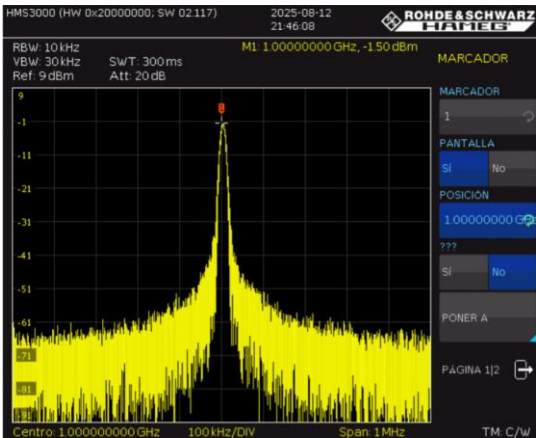 HMS3000 (HW 0x20000000; SW 02.117)
2025-08-12
21:46:08
ROHDE&SCHWARZ
HAMEG
RBW: 10 kHz
VBW: 30 kHz
SWT: 300 ms
Ref: 9 dBm
Att: 20 dB
M1: 1.00000000 GHz, -1.50 dBm
9
-1
-11
-21
-31
-41
-51
-61
-71
-81
-91
Centro: 1.000000000 GHz
100 kHz/DIV
Span: 1 MHz
MARCADOR
MARCADOR
1
PANTALLA
Sí
No
POSICIÓN
1.00000000 GHz
???
Sí
No
PONER A
PÁGINA 1|2
TM: C/W